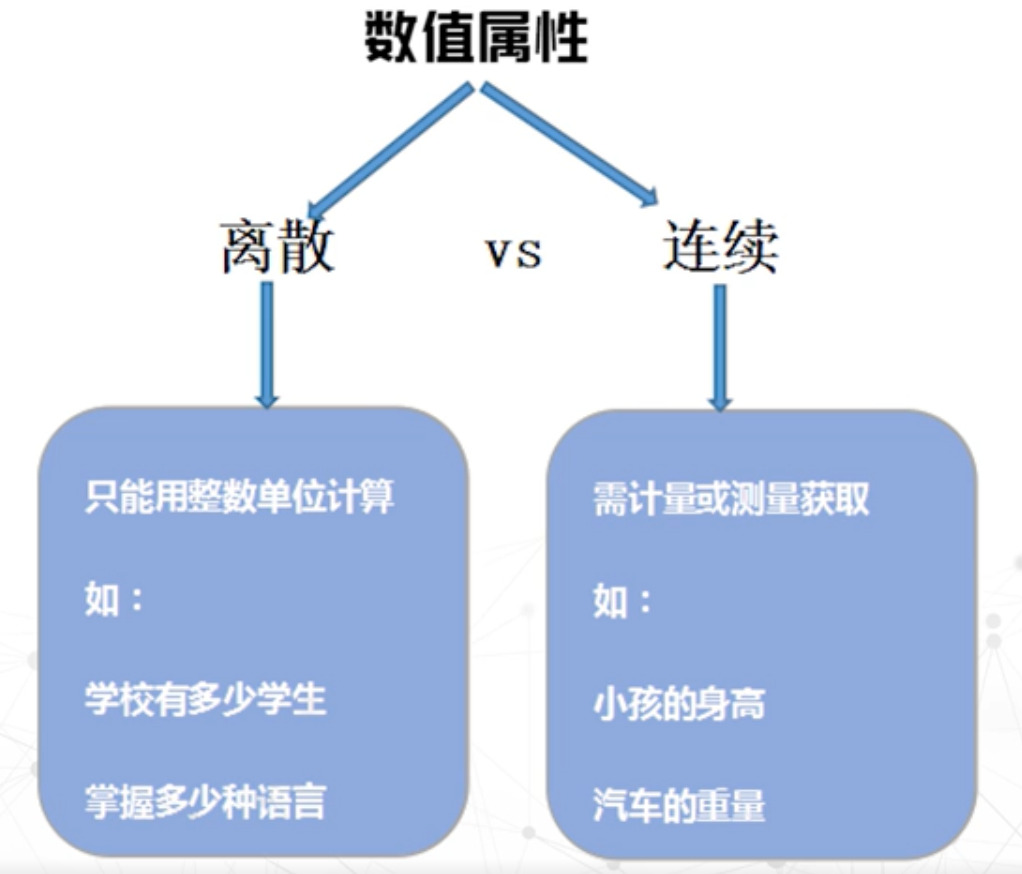 数值属性
离散 vs 连续
只能用整数单位计算
如：
学校有多少学生
掌握多少种语言
需计量或测量获取
如：
小孩的身高
汽车的重量